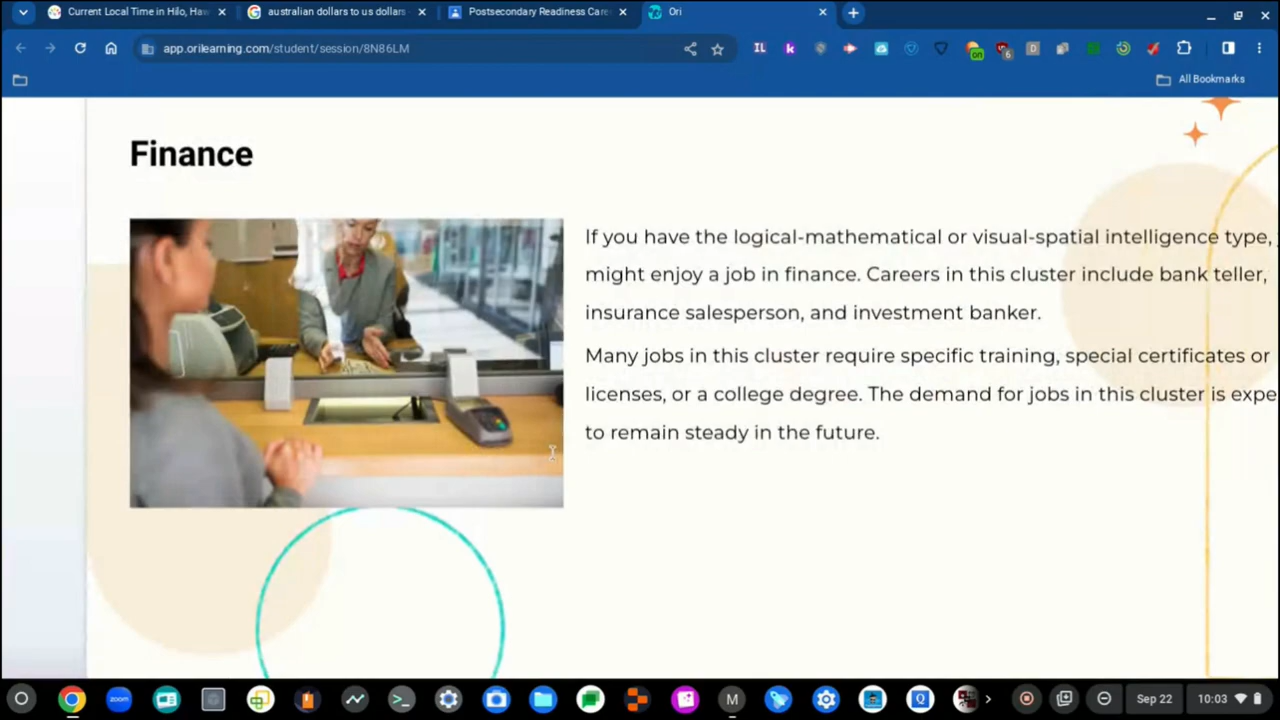 Current Local Time in Hilo, Haw
australian dollars to us dollars
Postsecondary Readiness Care
Ori
app.orilearning.com/student/session/8N86LM
All Bookmarks
Finance
If you have the logical-mathematical or visual-spatial intelligence type,
might enjoy a job in finance. Careers in this cluster include bank teller,
insurance salesperson, and investment banker.
Many jobs in this cluster require specific training, special certificates or
licenses, or a college degree. The demand for jobs in this cluster is expe
to remain steady in the future.
zoom
M
Q
Sep 22
10:03